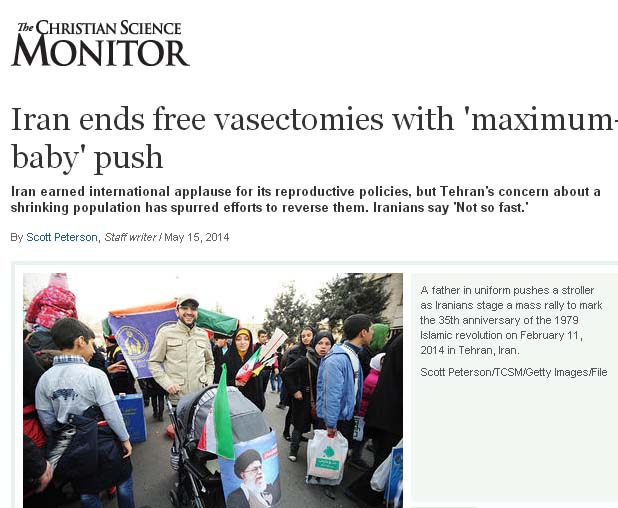 The CHRISTIAN SCIENCE
MONITOR
Iran ends free vasectomies with 'maximum-
baby' push
Iran earned international applause for its reproductive policies, but Tehran's concern about a
shrinking population has spurred efforts to reverse them. Iranians say 'Not so fast.'
By Scott Peterson, Staff writer / May 15, 2014
A father in uniform pushes a stroller
as Iranians stage a mass rally to mark
the 35th anniversary of the 1979
Islamic revolution on February 11,
2014 in Tehran, Iran.
Scott Peterson/TCSM/Getty Images/File